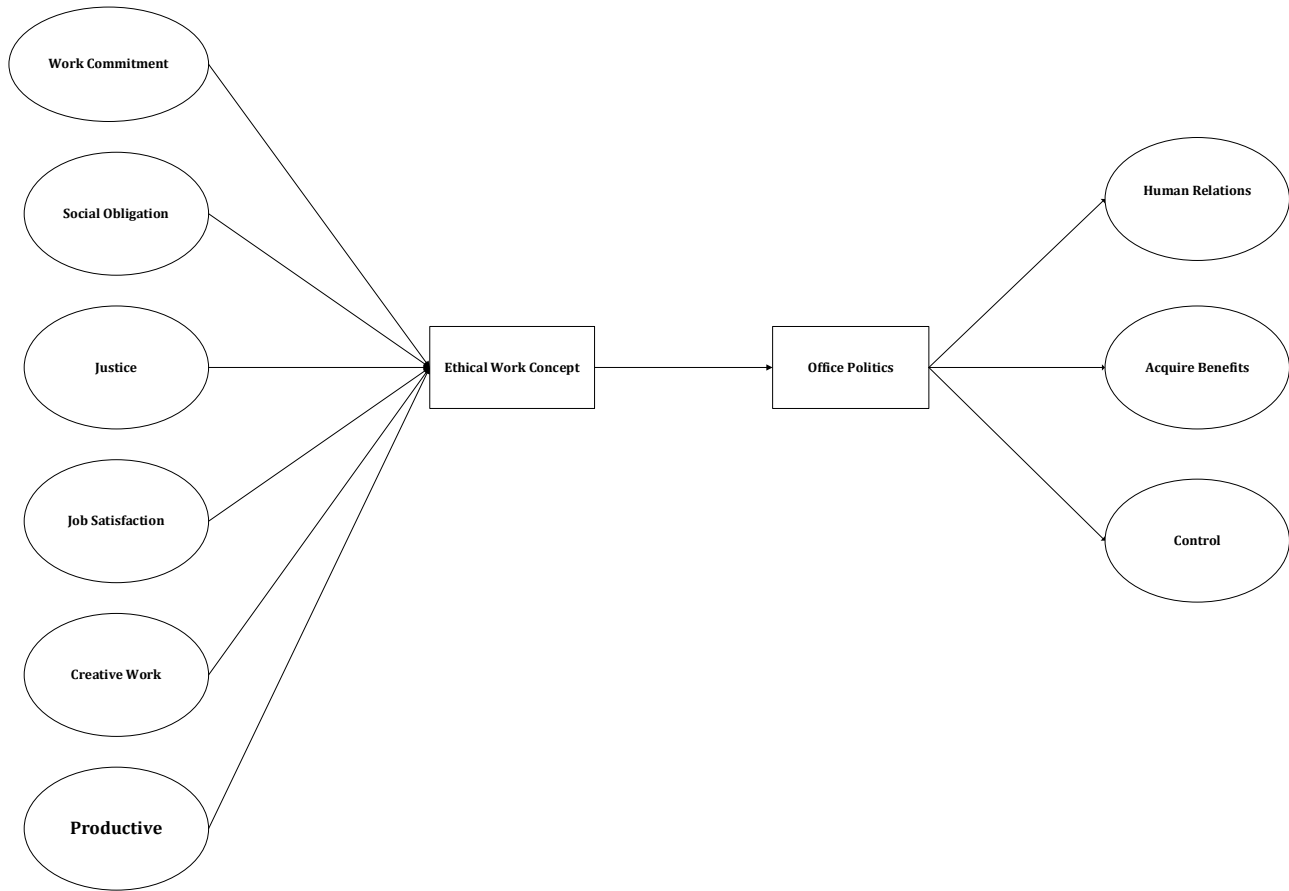 Work Commitment
Social Obligation
Justice
Job Satisfaction
Creative Work
Productive
Ethical Work Concept
Office Politics
Human Relations
Acquire Benefits
Control